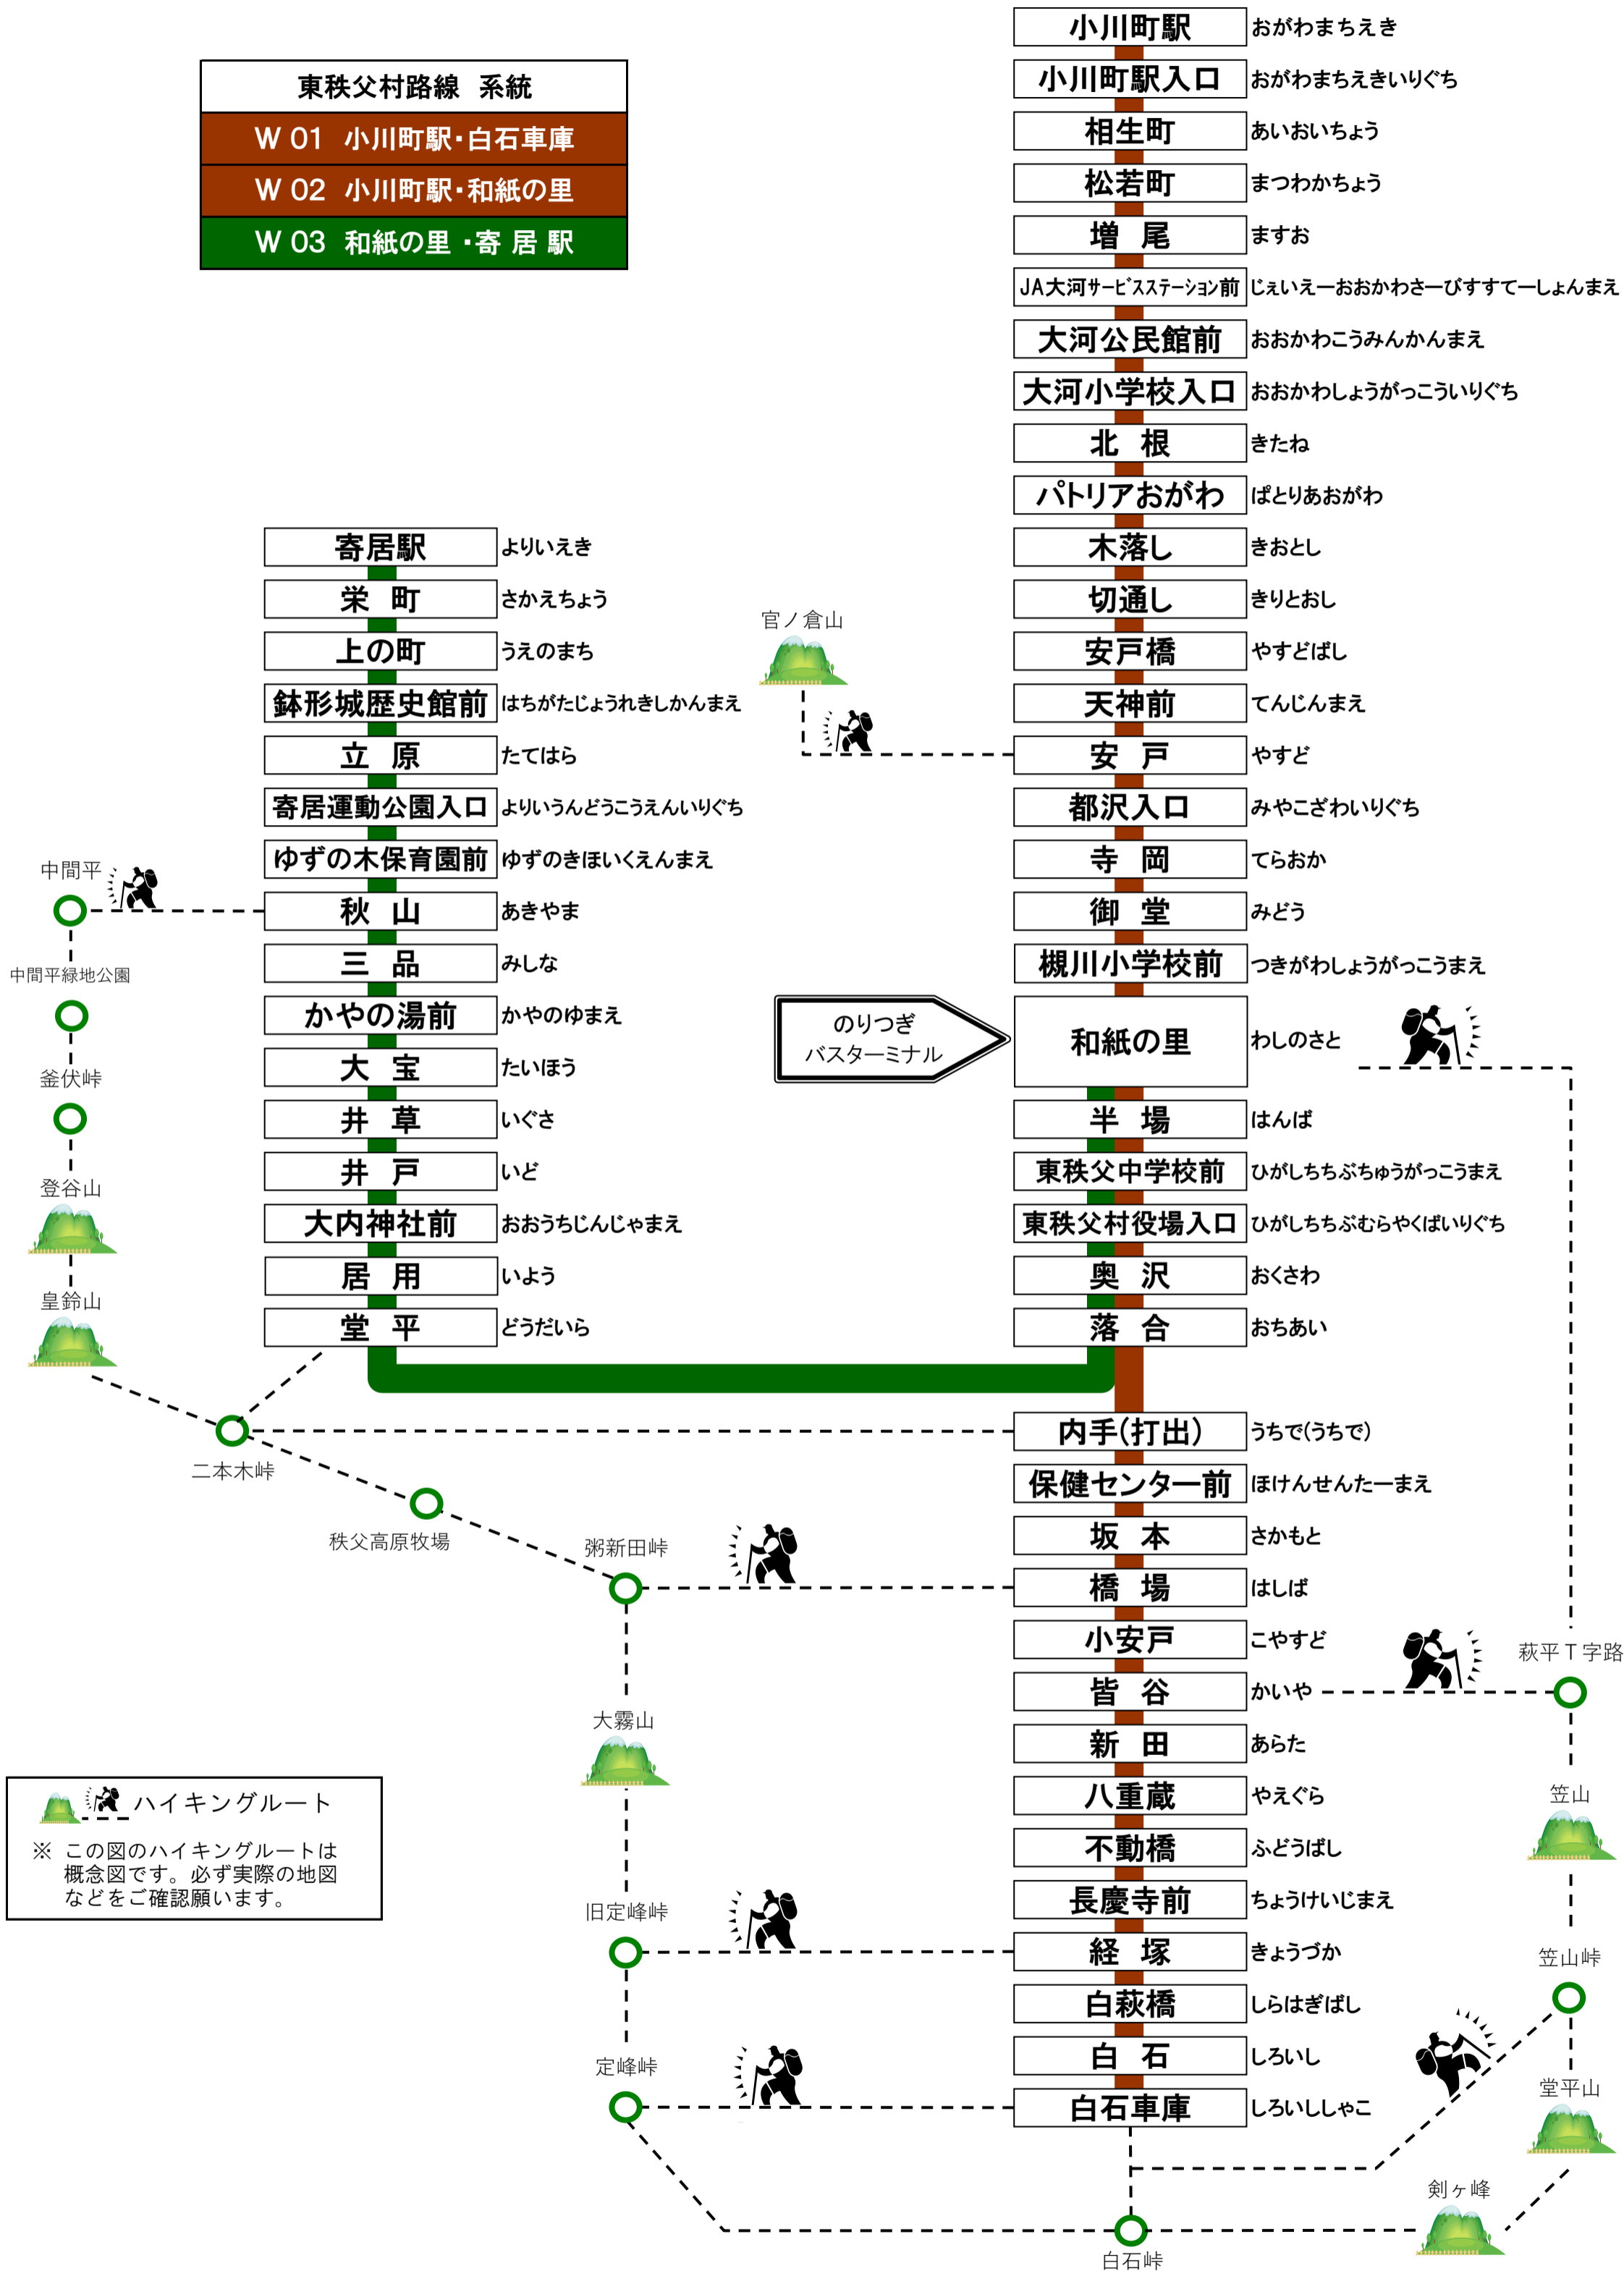 東秩父村路線 系統
W 01 小川町駅・白石車庫
W 02 小川町駅・和紙の里
W 03 和紙の里・寄居駅
小川町駅 おがわまちえき
小川町駅入口 おがわまちえきいりぐち
相生町 あいおいちょう
松若町 まつわかちょう
増尾 ますお
JA大河サービスステーション前 じぇいえーおおかわさーびすすてーしょんまえ
大河公民館前 おおかわこうみんかんまえ
大河小学校入口 おおかわしょうがっこういりぐち
北根 きたね
パトリアおがわ ぱとりあおがわ
木落し きおとし
切通し きりとおし
安戸橋 やすどばし
天神前 てんじんまえ
安戸 やすど
都沢入口 みやこざわいりぐち
寺岡 てらおか
御堂 みどう
槻川小学校前 つきがわしょうがっこうまえ
のりつぎ
バスターミナル
和紙の里 わしのさと
半場 はんば
東秩父中学校前 ひがしちちぶちゅうがっこうまえ
東秩父村役場入口 ひがしちちぶむらやくばいりぐち
奥沢 おくさわ
落合 おちあい
内手(打出) うちで(うちで)
保健センター前 ほけんせんたーまえ
坂本 さかもと
橋場 はしば
小安戸 こやすど
皆谷 かいや
新田 あらた
八重蔵 やえぐら
不動橋 ふどうばし
長慶寺前 ちょうけいじまえ
経塚 きょうづか
白萩橋 しらはぎばし
白石 しろいし
白石車庫 しろいししゃこ
寄居駅 よりいえき
栄町 さかえちょう
上の町 うえのまち
鉢形城歴史館前 はちがたじょうれきしかんまえ
立原 たてはら
寄居運動公園入口 よりいうんどうこうえんいりぐち
ゆずの木保育園前 ゆずのきほいくえんまえ
秋山 あきやま
三品 みしな
かやの湯前 かやのゆまえ
大宝 たいほう
井草 いぐさ
井戸 いど
大内神社前 おおうちじんじゃまえ
居用 いよう
堂平 どうだいら
官ノ倉山
中間平
中間平緑地公園
釜伏峠
登谷山
皇鈴山
二本木峠
秩父高原牧場
粥新田峠
大霧山
旧定峰峠
定峰峠
白石峠
剣ヶ峰
堂平山
笠山峠
笠山
萩平T字路
ハイキングルート
※ この図のハイキングルートは
概念図です。必ず実際の地図
などをご確認願います。